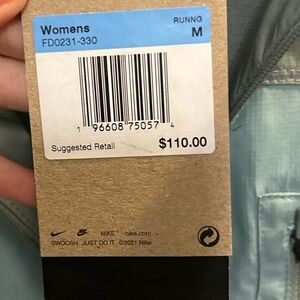 Womens RUNNG
FD0231-330 M
1 96608 75057 4
Suggested Retail $110.00
NIKE nike.com
SWOOSH JUST DO IT ©2021 Nike